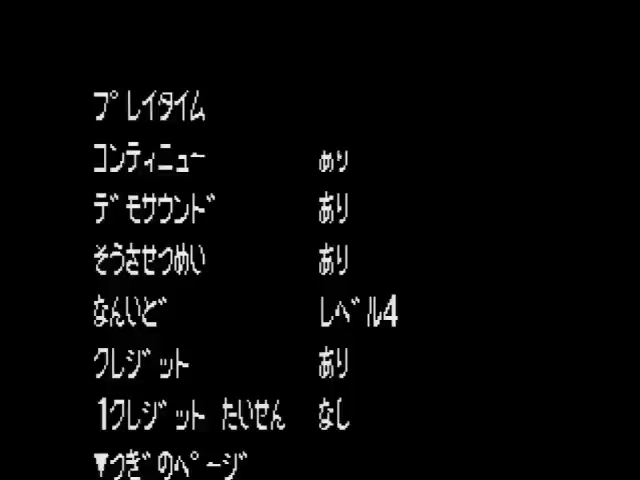 プレイタイム
コンティニュー あり
デモサウンド あり
そうさせつめい あり
なんいど レベル4
クレジット あり
1クレジット たいせん なし
▼つぎのページ